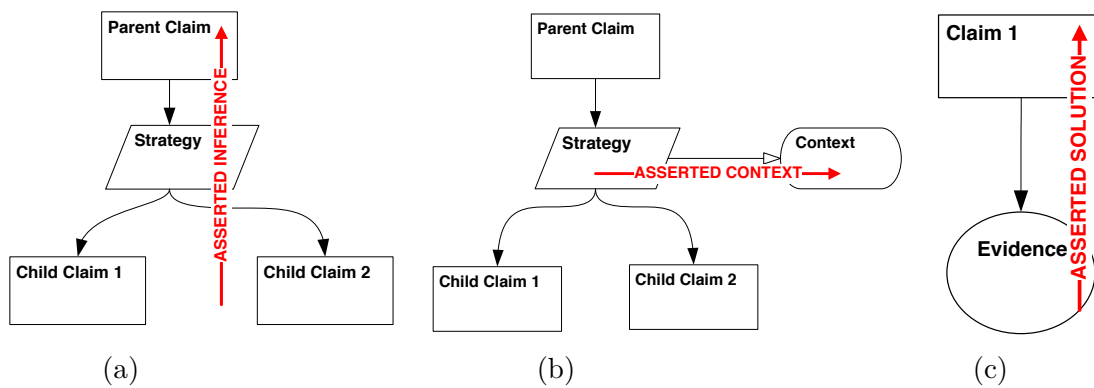 Parent Claim
Strategy
ASSERTED INFERENCE
Child Claim 1
Child Claim 2
(a)
Parent Claim
Strategy
Context
ASSERTED CONTEXT
Child Claim 1
Child Claim 2
(b)
Claim 1
ASSERTED SOLUTION
Evidence
(c)